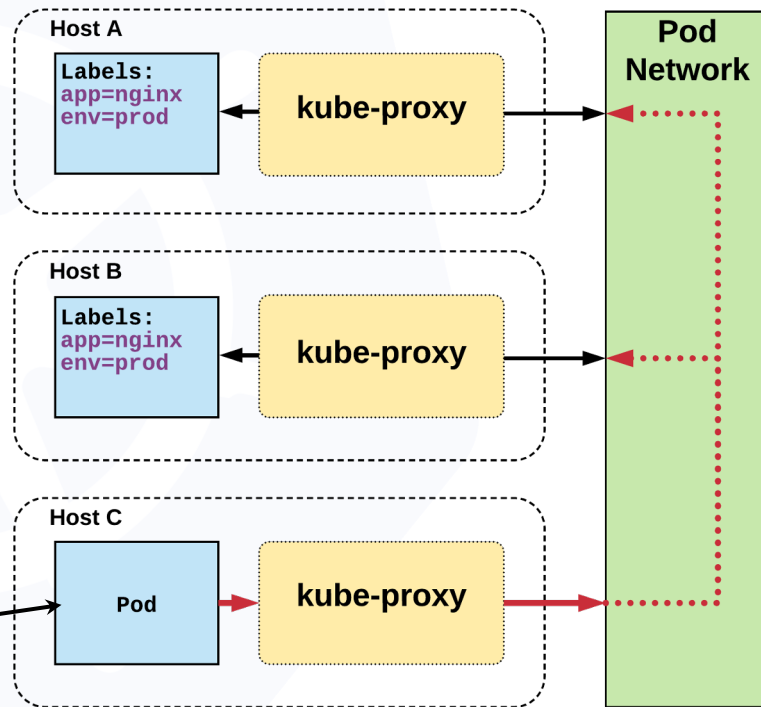 Host A
Labels:
app=nginx
env=prod
kube-proxy
Pod
Network
Host B
Labels:
app=nginx
env=prod
kube-proxy
Host C
Pod
kube-proxy